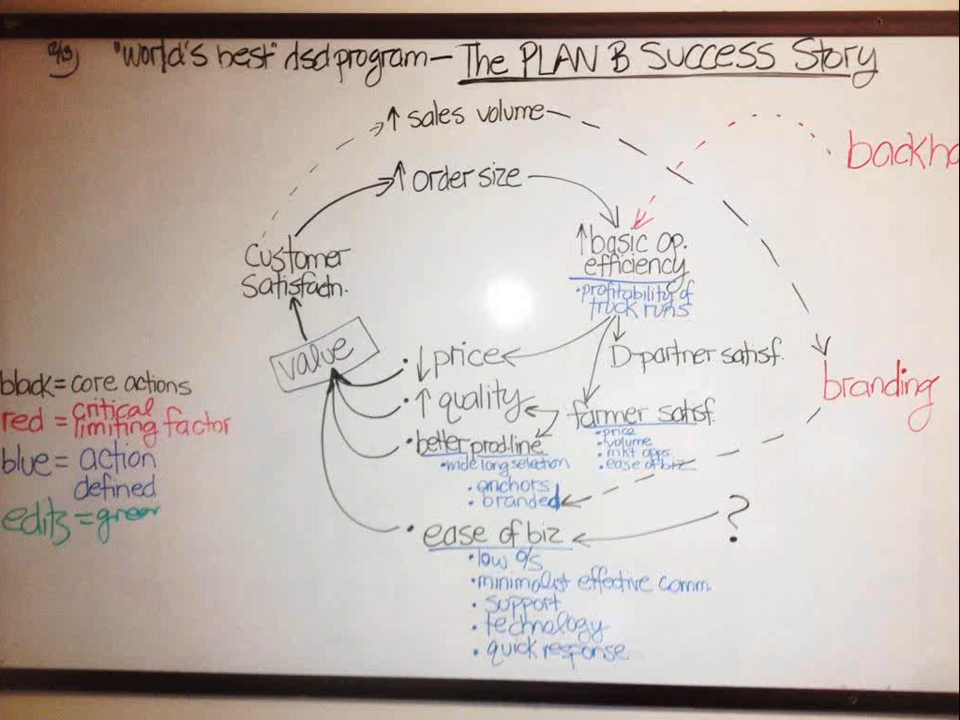 "world's best" dsd program – The PLAN B SUCCESS Story
↑ sales volume
↑ order size
backha
↑ basic op.
efficiency
• profitability of
truck runs
Customer
Satisfactn.
value
• ↓ price
D-partner satisf.
• ↑ quality
farmer satisf.
• price
• volume
• mkt opps
• ease of biz
• better prod.line
• wide long selection
• anchors
• branded
branding
• ease of biz
?
• low o/s
• minimalist effective comm.
• support
• technology
• quick response
black = core actions
red = critical
limiting factor
blue = action
defined
edits = green